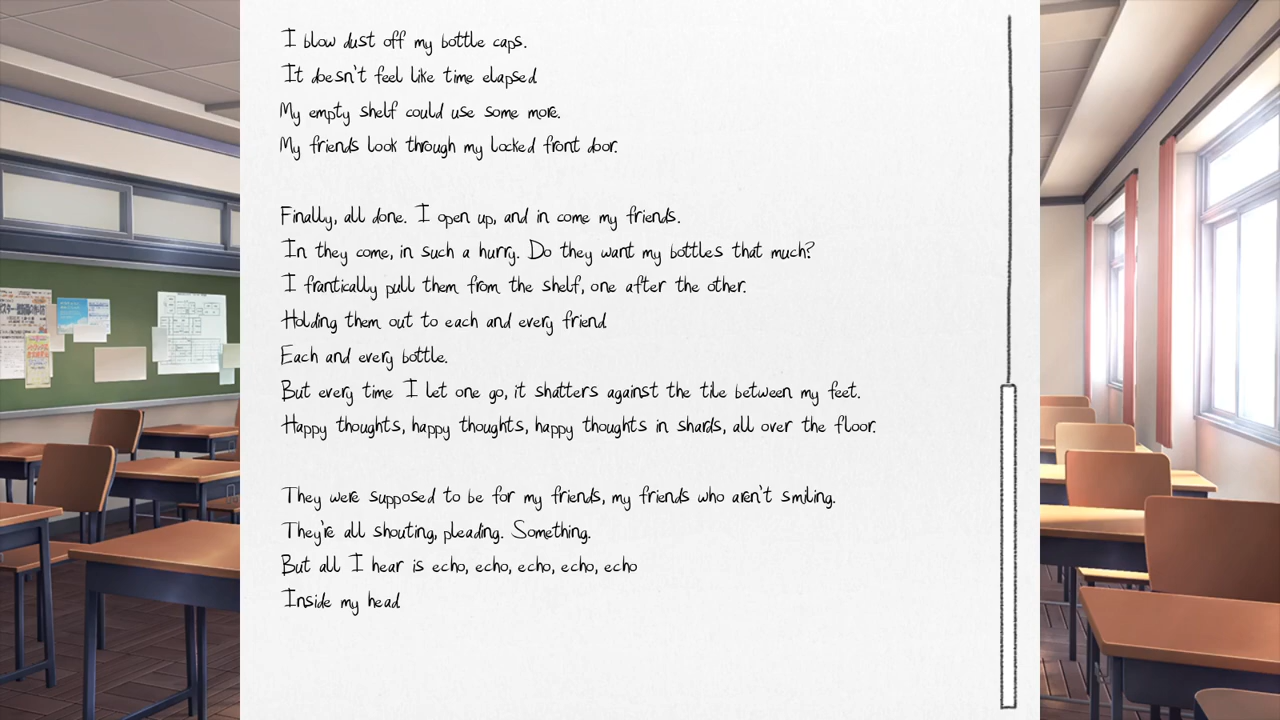 I blow dust off my bottle caps.
It doesn't feel like time elapsed
My empty shelf could use some more.
My friends look through my locked front door.
Finally, all done. I open up, and in come my friends.
In they come, in such a hurry. Do they want my bottles that much?
I frantically pull them from the shelf, one after the other.
Holding them out to each and every friend
Each and every bottle.
But every time I let one go, it shatters against the tile between my feet.
Happy thoughts, happy thoughts, happy thoughts in shards, all over the floor.
They were supposed to be for my friends, my friends who aren't smiling.
They're all shouting, pleading. Something.
But all I hear is echo, echo, echo, echo, echo
Inside my head